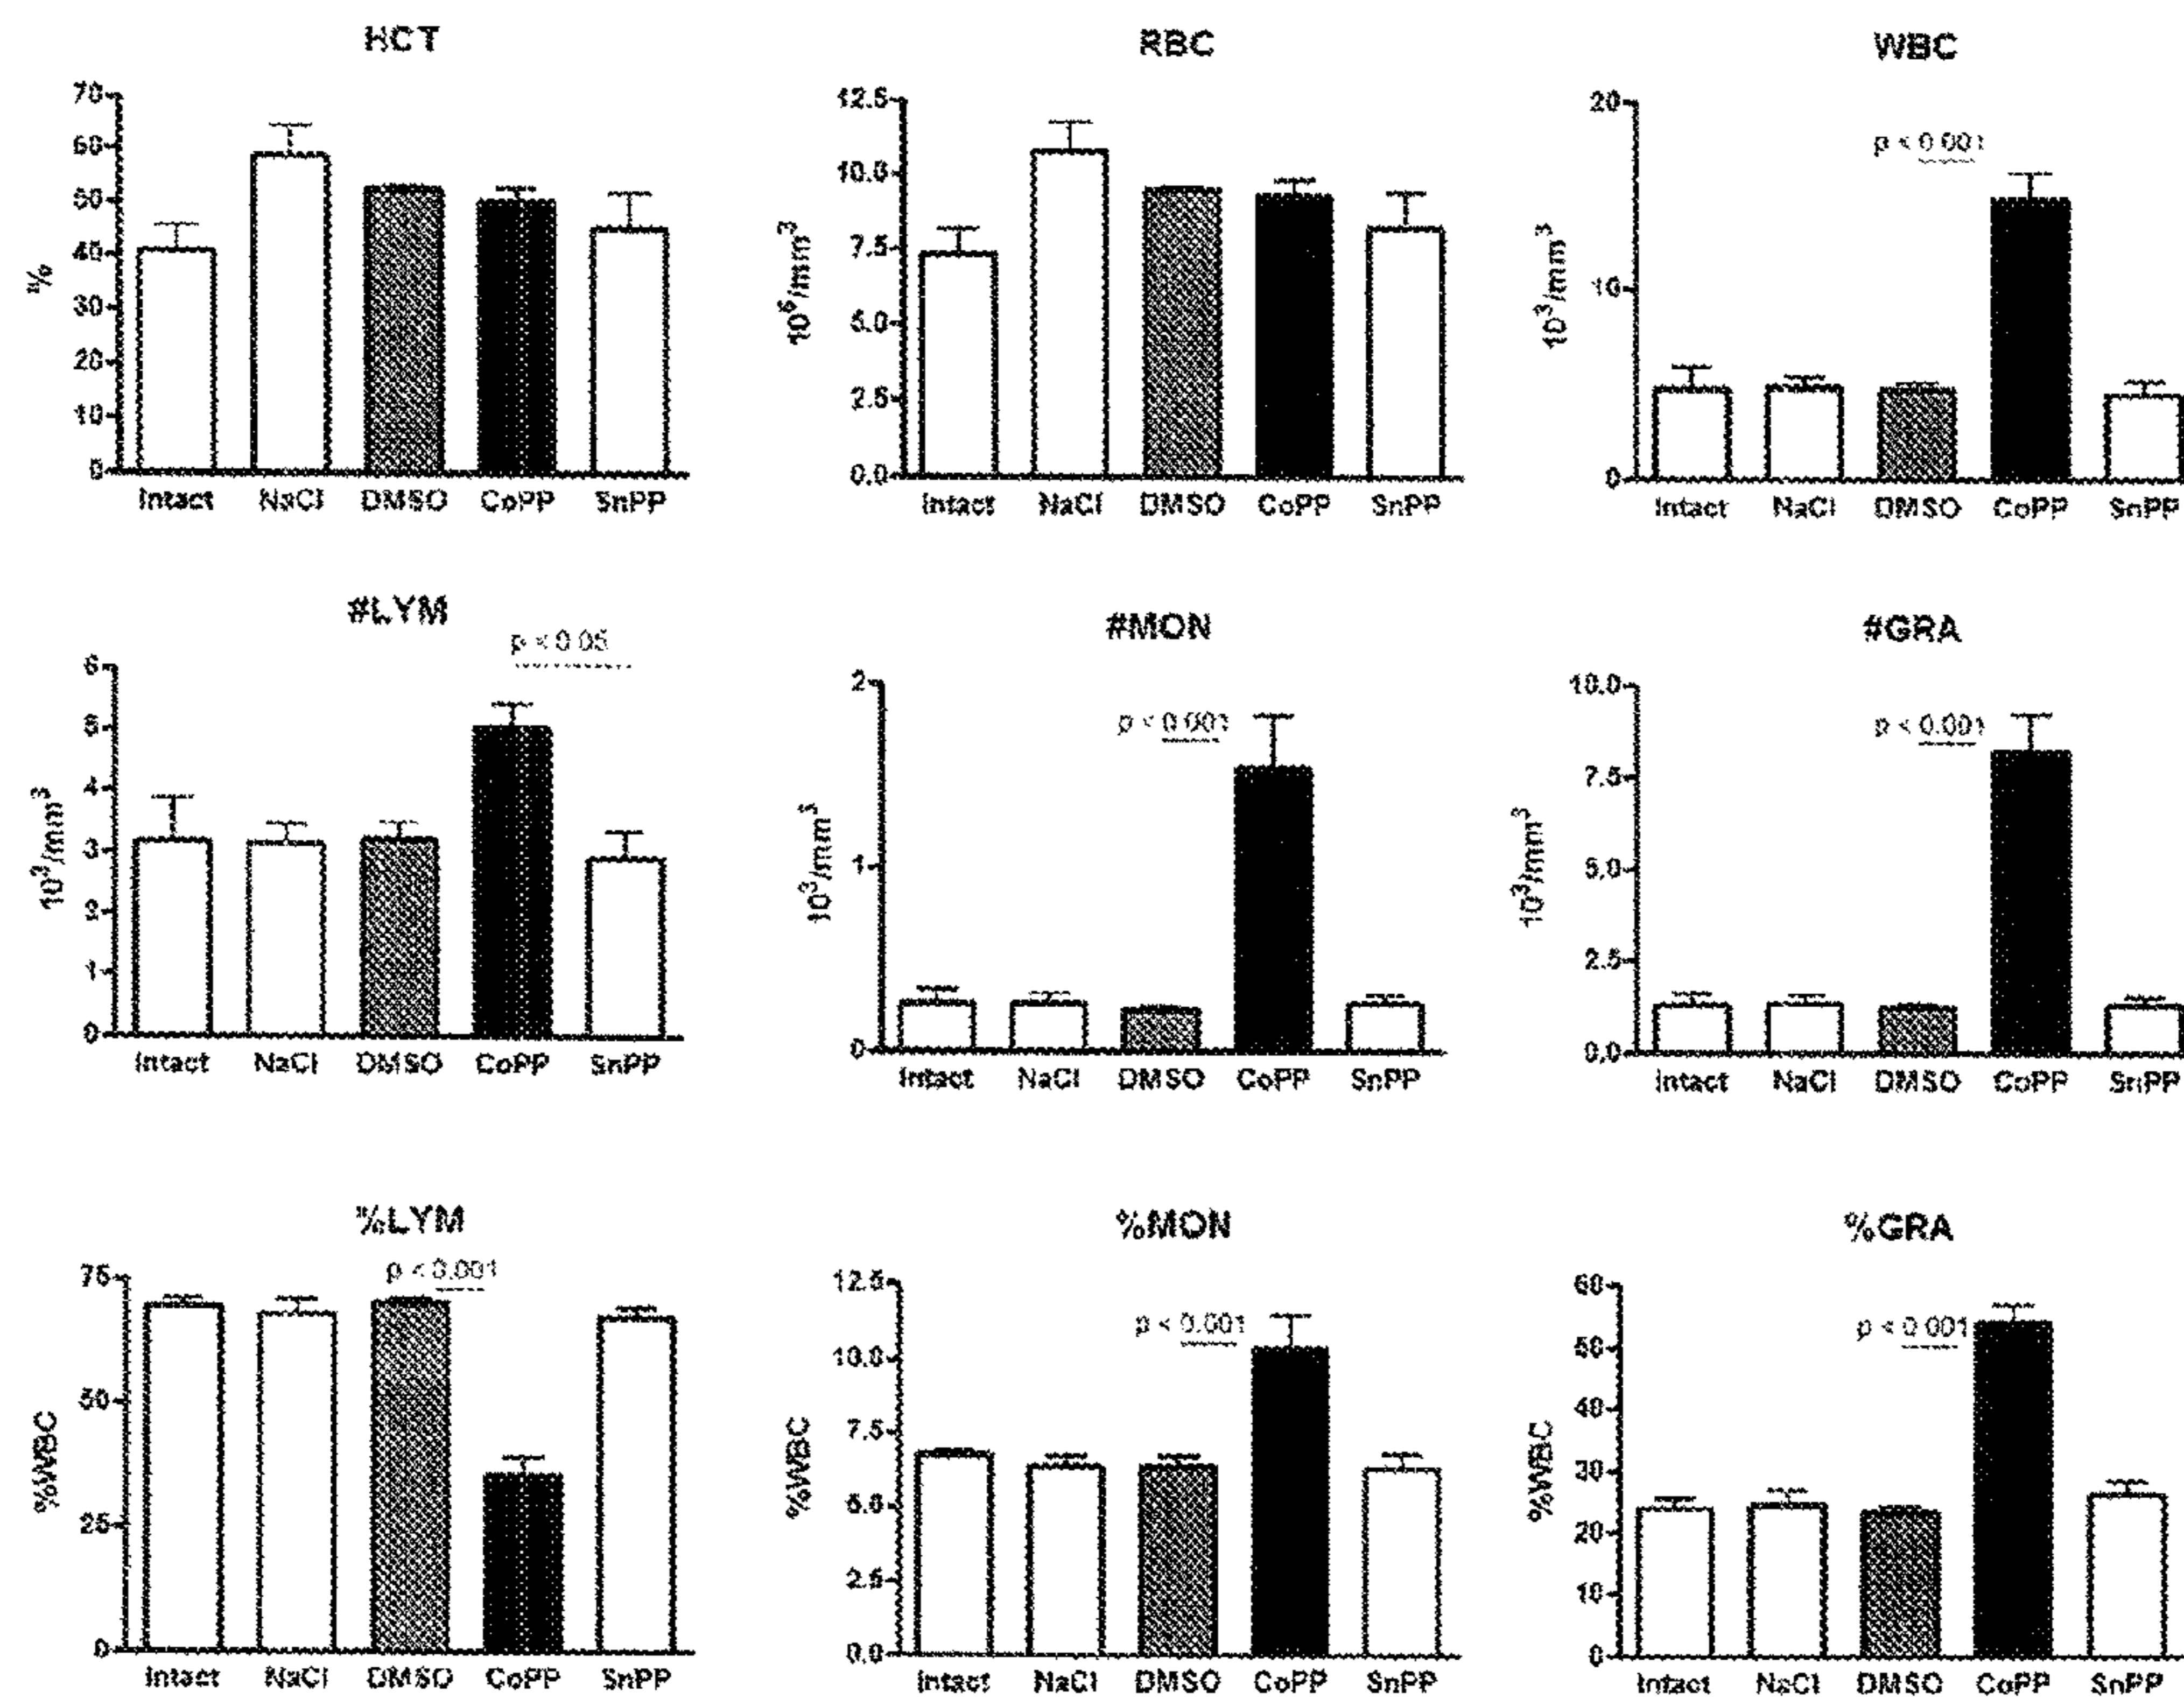 HCT
RBC
WBC
70
60
50
40
30
20
10
0
%
Intact NaCl DMSO CoPP SnPP
12.5
10.0
7.5
5.0
2.5
0.0
10⁶/mm³
Intact NaCl DMSO CoPP SnPP
20
10
0
10³/mm³
p < 0.001
Intact NaCl DMSO CoPP SnPP
#LYM
#MON
#GRA
p < 0.05
6
5
4
3
2
1
0
10³/mm³
Intact NaCl DMSO CoPP SnPP
2
1
0
10³/mm³
p < 0.001
Intact NaCl DMSO CoPP SnPP
10.0
7.5
5.0
2.5
0.0
10³/mm³
p < 0.001
Intact NaCl DMSO CoPP SnPP
%LYM
%MON
%GRA
p < 0.001
75
50
25
0
%WBC
Intact NaCl DMSO CoPP SnPP
12.5
10.0
7.5
5.0
2.5
0.0
%WBC
p < 0.001
Intact NaCl DMSO CoPP SnPP
60
50
40
30
20
10
0
%WBC
p < 0.001
Intact NaCl DMSO CoPP SnPP